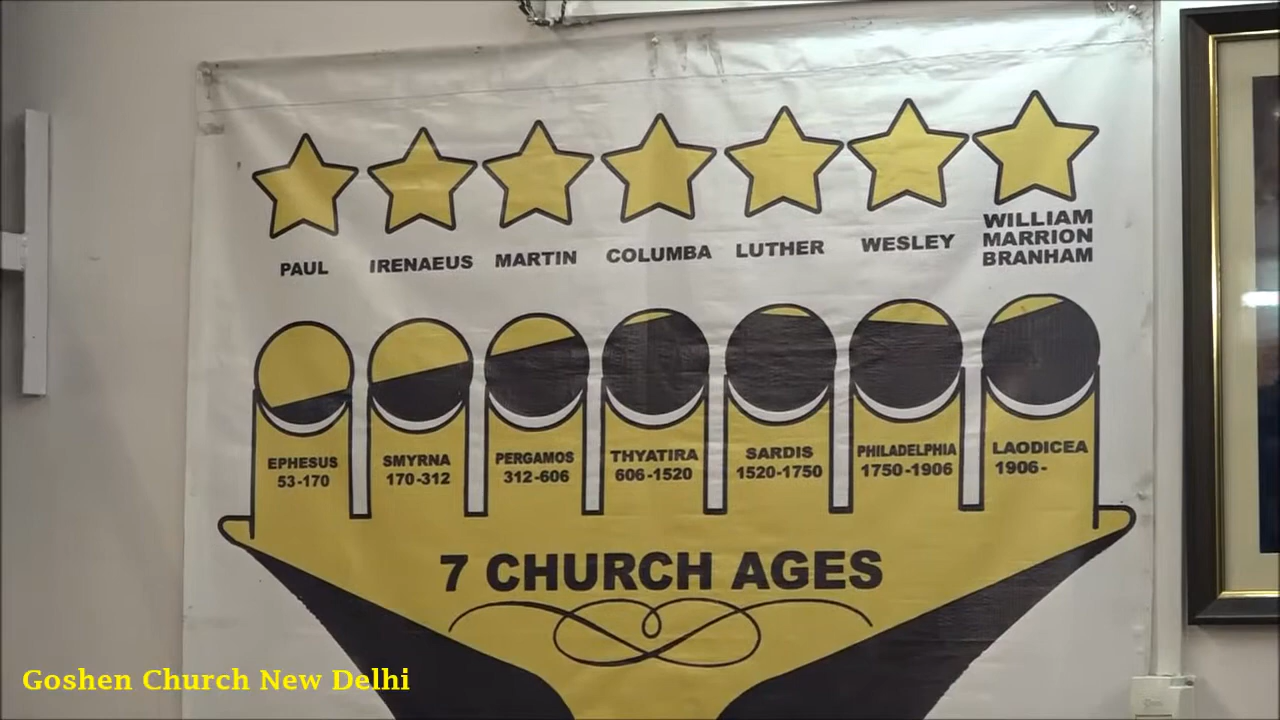 PAUL
IRENAEUS
MARTIN
COLUMBA
LUTHER
WESLEY
WILLIAM
MARRION
BRANHAM
EPHESUS
53-170
SMYRNA
170-312
PERGAMOS
312-606
THYATIRA
606-1520
SARDIS
1520-1750
PHILADELPHIA
1750-1906
LAODICEA
1906-
7 CHURCH AGES
Goshen Church New Delhi